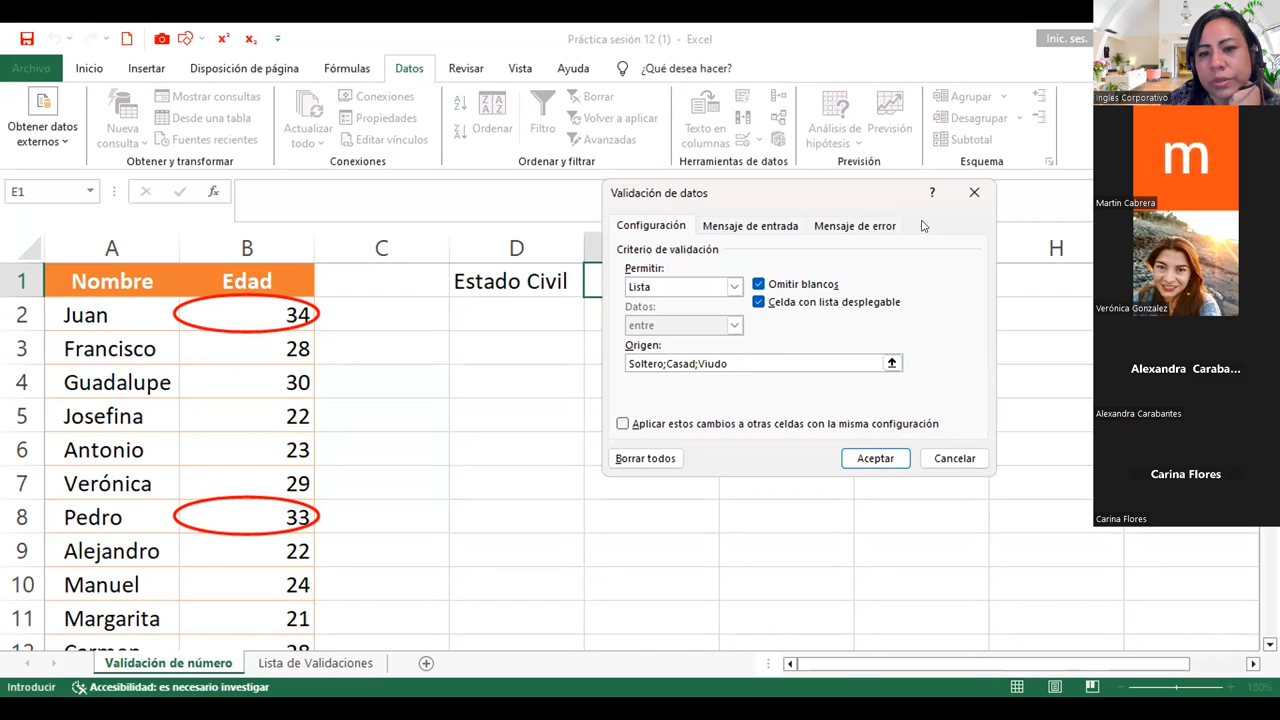 Práctica sesión 12 (1) - Excel
Inic. ses.
Archivo Inicio Insertar Disposición de página Fórmulas Datos Revisar Vista Ayuda ¿Qué desea hacer?
Obtener datos externos
Nueva consulta
Mostrar consultas
Desde una tabla
Fuentes recientes
Obtener y transformar
Actualizar todo
Conexiones
Propiedades
Editar vínculos
Conexiones
Ordenar
Filtro
Borrar
Volver a aplicar
Avanzadas
Ordenar y filtrar
Texto en columnas
Herramientas de datos
Análisis de hipótesis
Previsión
Previsión
Agrupar
Desagrupar
Subtotal
Esquema
E1
fx
A B C D H
1 Nombre Edad Estado Civil
2 Juan 34
3 Francisco 28
4 Guadalupe 30
5 Josefina 22
6 Antonio 23
7 Verónica 29
8 Pedro 33
9 Alejandro 22
10 Manuel 24
11 Margarita 21
12 Carmen 28
Validación de datos ? ×
Configuración Mensaje de entrada Mensaje de error
Criterio de validación
Permitir:
Lista
Omitir blancos
Celda con lista desplegable
Datos:
entre
Origen:
Soltero;Casad;Viudo
Aplicar estos cambios a otras celdas con la misma configuración
Borrar todos Aceptar Cancelar
Validación de número Lista de Validaciones
Introducir Accesibilidad: es necesario investigar
180%
Inglés Corporativo
m
Martin Cabrera
Verónica Gonzalez
Alexandra Caraba...
Alexandra Carabantes
Carina Flores
Carina Flores